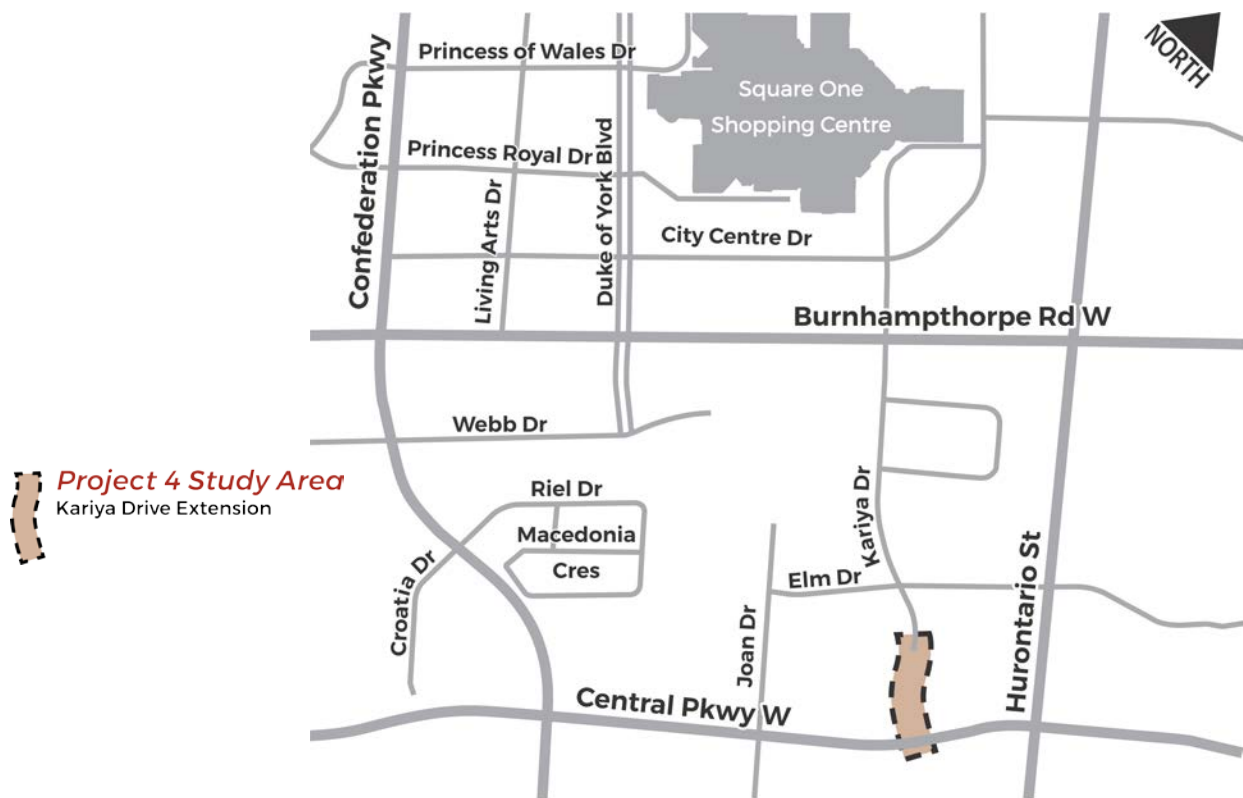 NORTH
Princess of Wales Dr
Confederation Pkwy
Square One
Shopping Centre
Princess Royal Dr
Living Arts Dr
Duke of York Blvd
City Centre Dr
Burnhampthorpe Rd W
Webb Dr
Project 4 Study Area
Kariya Drive Extension
Riel Dr
Macedonia
Cres
Croatia Dr
Kariya Dr
Elm Dr
Joan Dr
Hurontario St
Central Pkwy W